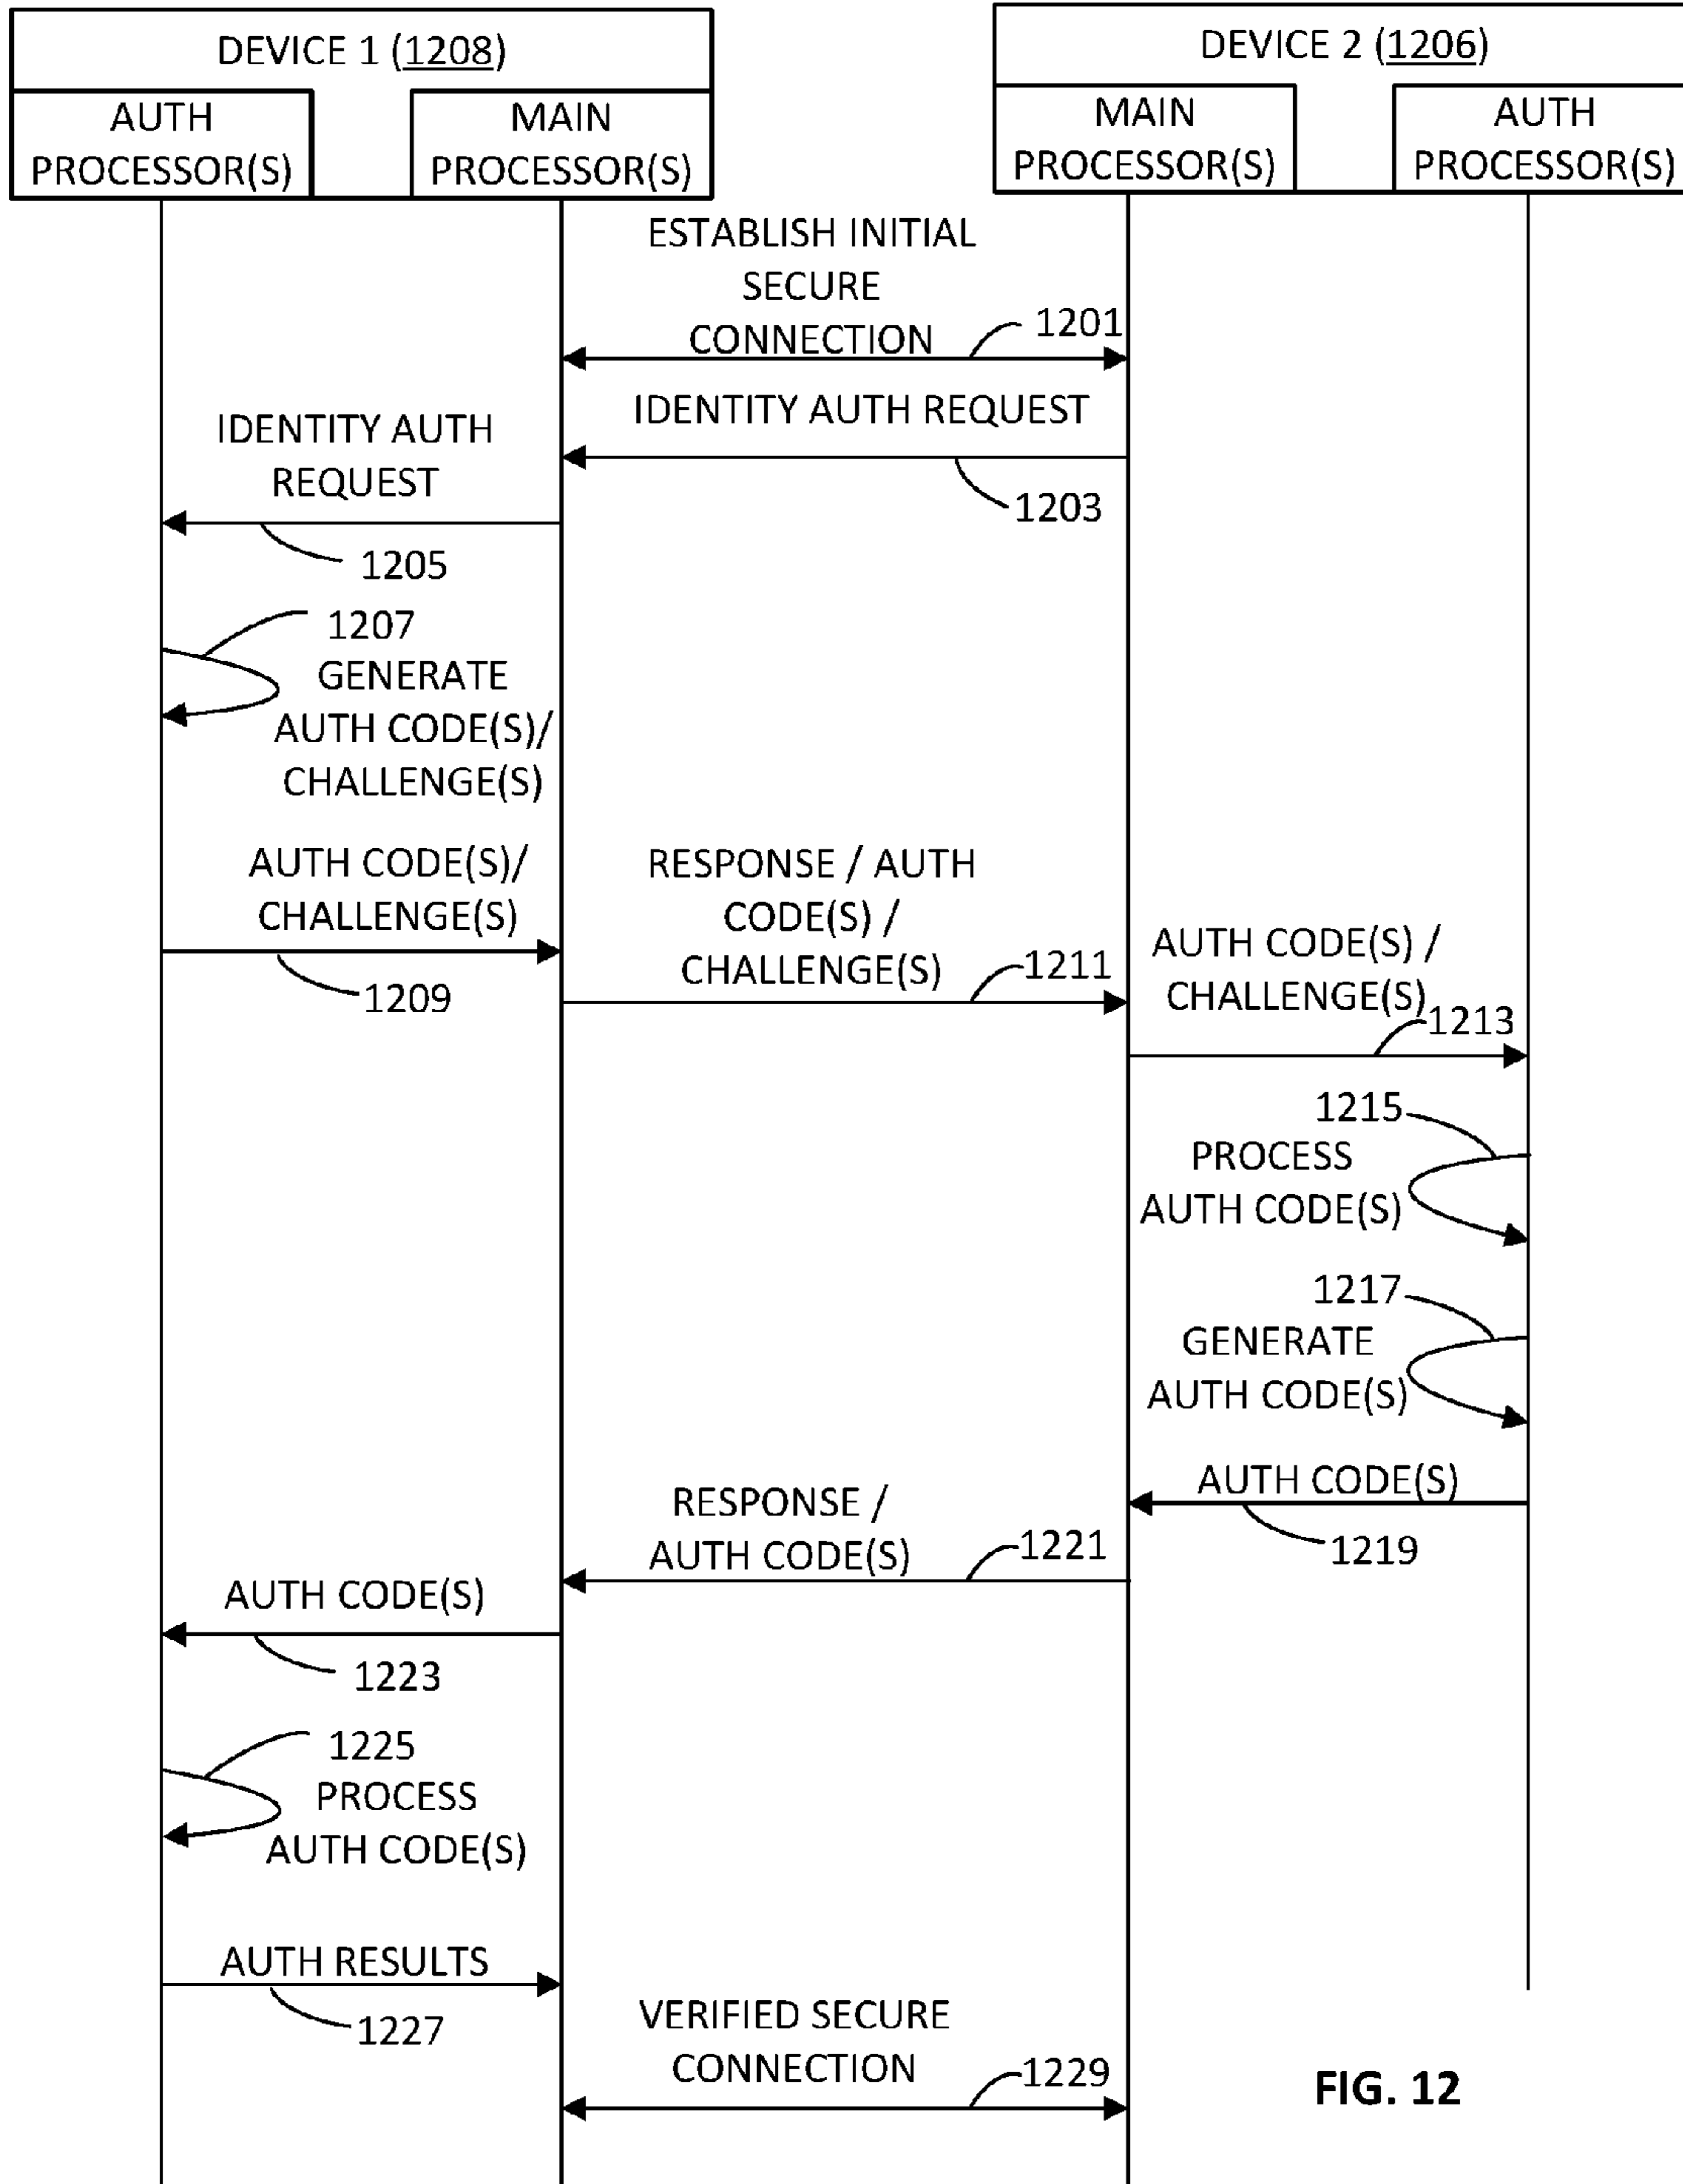 DEVICE 1 (1208)
AUTH
PROCESSOR(S)
MAIN
PROCESSOR(S)
DEVICE 2 (1206)
MAIN
PROCESSOR(S)
AUTH
PROCESSOR(S)
ESTABLISH INITIAL
SECURE
CONNECTION
1201
IDENTITY AUTH REQUEST
1203
IDENTITY AUTH
REQUEST
1205
1207
GENERATE
AUTH CODE(S)/
CHALLENGE(S)
AUTH CODE(S)/
CHALLENGE(S)
1209
RESPONSE / AUTH
CODE(S) /
CHALLENGE(S)
1211
AUTH CODE(S) /
CHALLENGE(S)
1213
1215
PROCESS
AUTH CODE(S)
1217
GENERATE
AUTH CODE(S)
AUTH CODE(S)
1219
RESPONSE /
AUTH CODE(S)
1221
AUTH CODE(S)
1223
1225
PROCESS
AUTH CODE(S)
AUTH RESULTS
1227
VERIFIED SECURE
CONNECTION
1229
FIG. 12